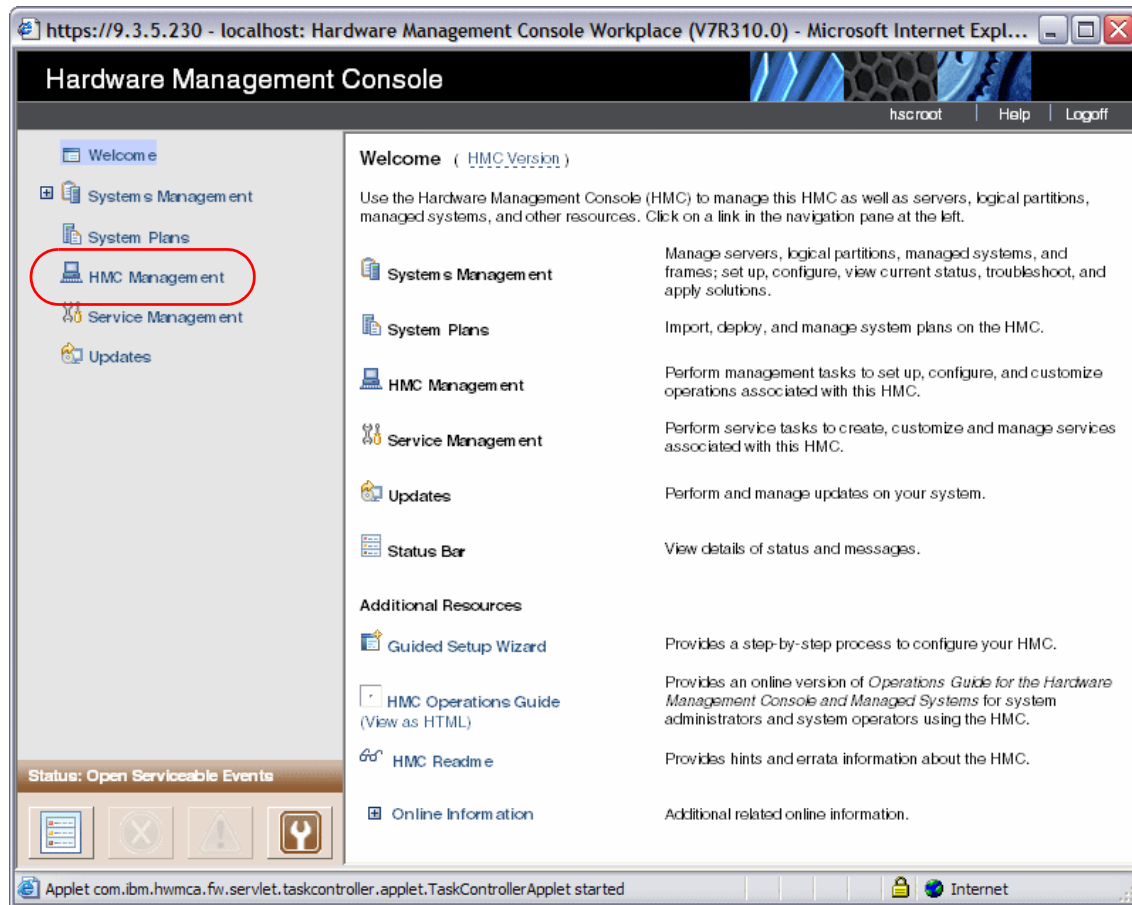 https://9.3.5.230 - localhost: Hardware Management Console Workplace (V7R310.0) - Microsoft Internet Expl...
Hardware Management Console
hscroot | Help | Logoff
Welcome
Systems Management
System Plans
HMC Management
Service Management
Updates
Welcome ( HMC Version )
Use the Hardware Management Console (HMC) to manage this HMC as well as servers, logical partitions,
managed systems, and other resources. Click on a link in the navigation pane at the left.
Systems Management
Manage servers, logical partitions, managed systems, and
frames; set up, configure, view current status, troubleshoot, and
apply solutions.
System Plans
Import, deploy, and manage system plans on the HMC.
HMC Management
Perform management tasks to set up, configure, and customize
operations associated with this HMC.
Service Management
Perform service tasks to create, customize and manage services
associated with this HMC.
Updates
Perform and manage updates on your system.
Status Bar
View details of status and messages.
Additional Resources
Guided Setup Wizard
Provides a step-by-step process to configure your HMC.
HMC Operations Guide
(View as HTML)
Provides an online version of Operations Guide for the Hardware
Management Console and Managed Systems for system
administrators and system operators using the HMC.
HMC Readme
Provides hints and errata information about the HMC.
Online Information
Additional related online information.
Status: Open Serviceable Events
Applet com.ibm.hwmca.fw.servlet.taskcontroller.applet.TaskControllerApplet started
Internet